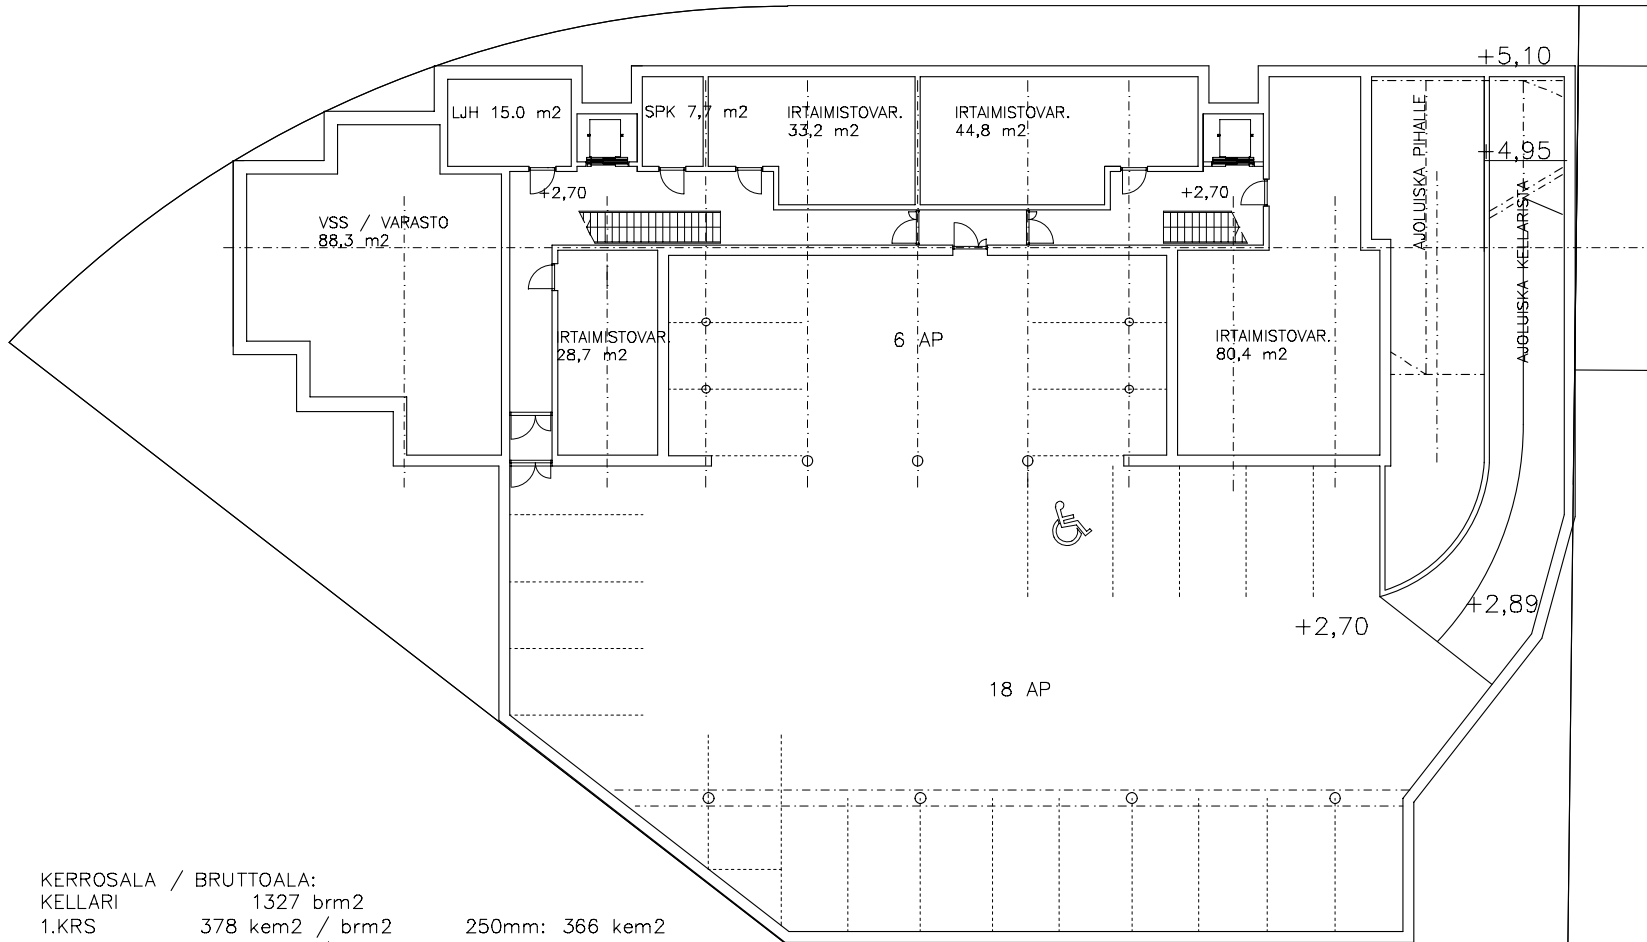 +5,10
LJH 15.0 m2
SPK 7,7 m2
IRTAIMISTOVAR.
33,2 m2
IRTAIMISTOVAR.
44,8 m2
AJOLUISKA PIHALLE
+4,95
AJOLUISKA KELLARISTA
+2,70
+2,70
VSS / VARASTO
88,3 m2
IRTAIMISTOVAR.
28,7 m2
6 AP
IRTAIMISTOVAR.
80,4 m2
+2,89
+2,70
18 AP
KERROSALA / BRUTTOALA:
KELLARI 1327 brm2
1.KRS 378 kem2 / brm2 250mm: 366 kem2